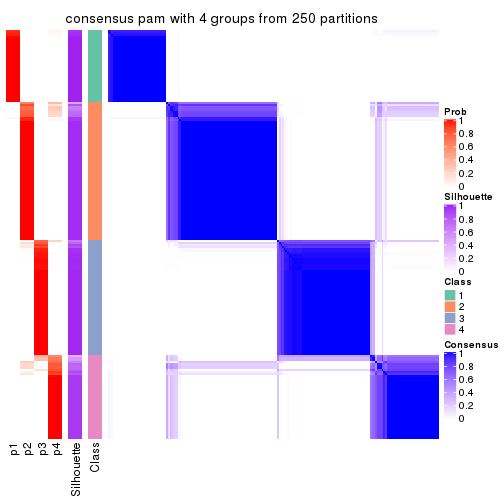 consensus pam with 4 groups from 250 partitions
Prob
1
0.8
0.6
0.4
0.2
0
Silhouette
1
0.8
0.6
0.4
0.2
0
Class
1
2
3
4
Consensus
1
0.8
0.6
0.4
0.2
0
p1
p2
p3
p4
Silhouette
Class